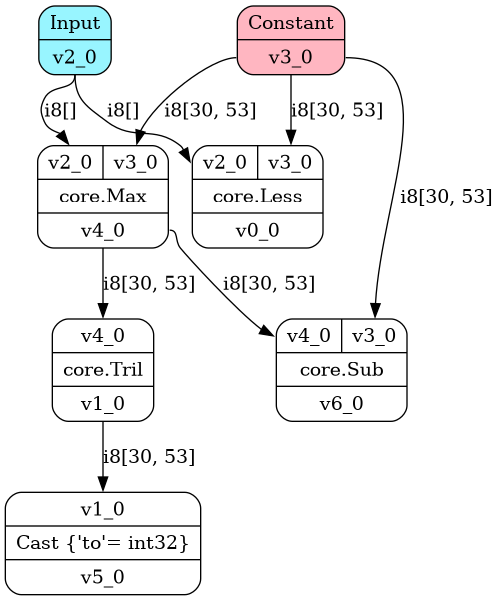 Input
v2_0
Constant
v3_0
i8[]
i8[]
i8[30, 53]
i8[30, 53]
i8[30, 53]
v2_0 v3_0
core.Max
v4_0
v2_0 v3_0
core.Less
v0_0
i8[30, 53]
i8[30, 53]
v4_0
core.Tril
v1_0
v4_0 v3_0
core.Sub
v6_0
i8[30, 53]
v1_0
Cast {'to'= int32}
v5_0